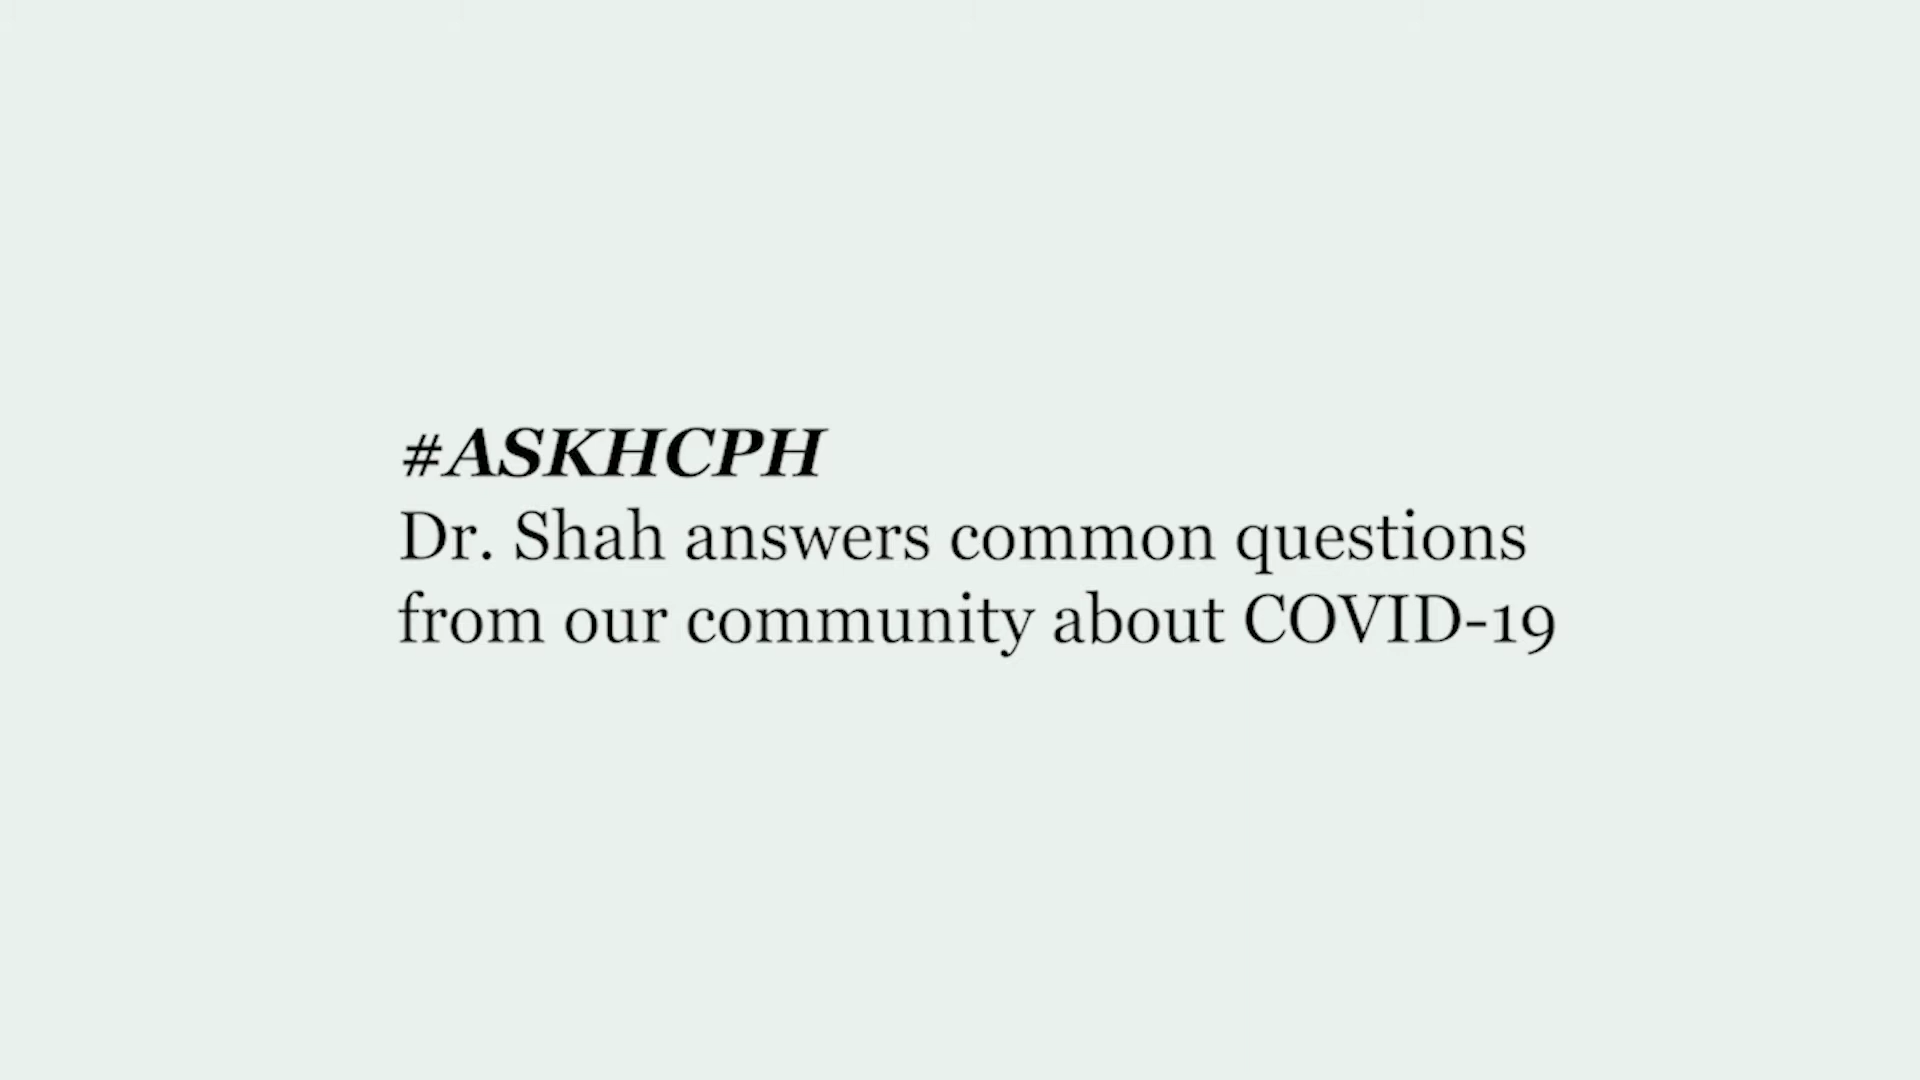 #ASKHCPH
Dr. Shah answers common questions
from our community about COVID-19